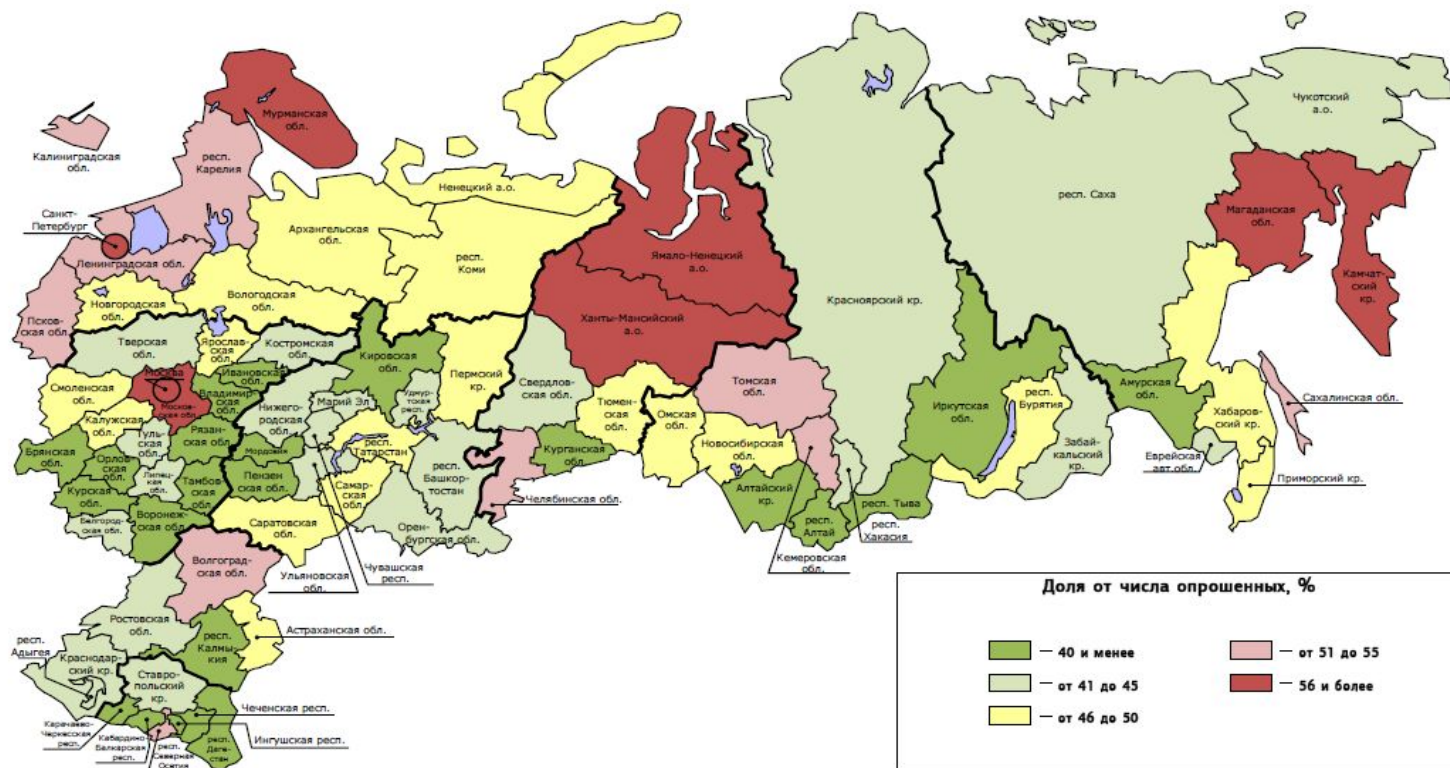 Мурманская
обл.
Калининградская
обл.
респ.
Карелия
Санкт-
Петербург
Ленинградская обл.
Псков-
ская обл.
Новгородская
обл.
Вологодская
обл.
Архангельская
обл.
Ненецкий а.о.
респ.
Коми
Ямало-Ненецкий
а.о.
Ханты-Мансийский
а.о.
Красноярский кр.
респ. Саха
Чукотский
а.о.
Магаданская
обл.
Камчат-
ский
кр.
Тверская
обл.
Ярослав-
ская
обл.
Костромская
обл.
Кировская
обл.
Пермский кр.
Свердлов-
ская обл.
Тюмен-
ская
обл.
Омская
обл.
Томская
обл.
Новосибирская
обл.
Иркутская
обл.
респ.
Бурятия
Забай-
кальский
кр.
Амурская
обл.
Хабаров-
ский
кр.
Сахалинская обл.
Еврейская
авт.обл.
Приморский кр.
Смоленская
обл.
Москва
Москов-
ская обл.
Ивановская
обл.
Владимир-
ская
обл.
Нижего-
родская
обл.
Марий Эл
Удмур-
тская
респ.
Калужская
обл.
Туль-
ская
обл.
Рязан-
ская обл.
Мордовия
респ.
Татарстан
Брянская
обл.
Орлов-
ская
обл.
Липец-
кая
обл.
Тамбов-
ская
обл.
Пензен
ская обл.
Самар-
ская
обл.
респ.
Башкор-
тостан
Курганская
обл.
Челябинская обл.
Курская
обл.
Белгород-
ская обл.
Воронеж-
ская обл.
Саратовская
обл.
Орен-
бургская обл.
Ульяновская
обл.
Чувашская
респ.
Алтайский
кр.
респ.
Алтай
респ. Тыва
респ.
Хакасия
Кемеровская
обл.
Волгоград-
ская обл.
Ростовская
обл.
респ.
Калмы-
кия
Астраханская обл.
респ.
Адыгея
Краснодар-
ский кр.
Ставро-
польский
кр.
Карачаево-
Черкесская
респ.
Кабардино-
Балкарская
респ.
респ.
Северная
Осетия
Чеченская респ.
Ингушская респ.
респ.
Даге-
стан
Доля от числа опрошенных, %
— 40 и менее
— от 41 до 45
— от 46 до 50
— от 51 до 55
— 56 и более